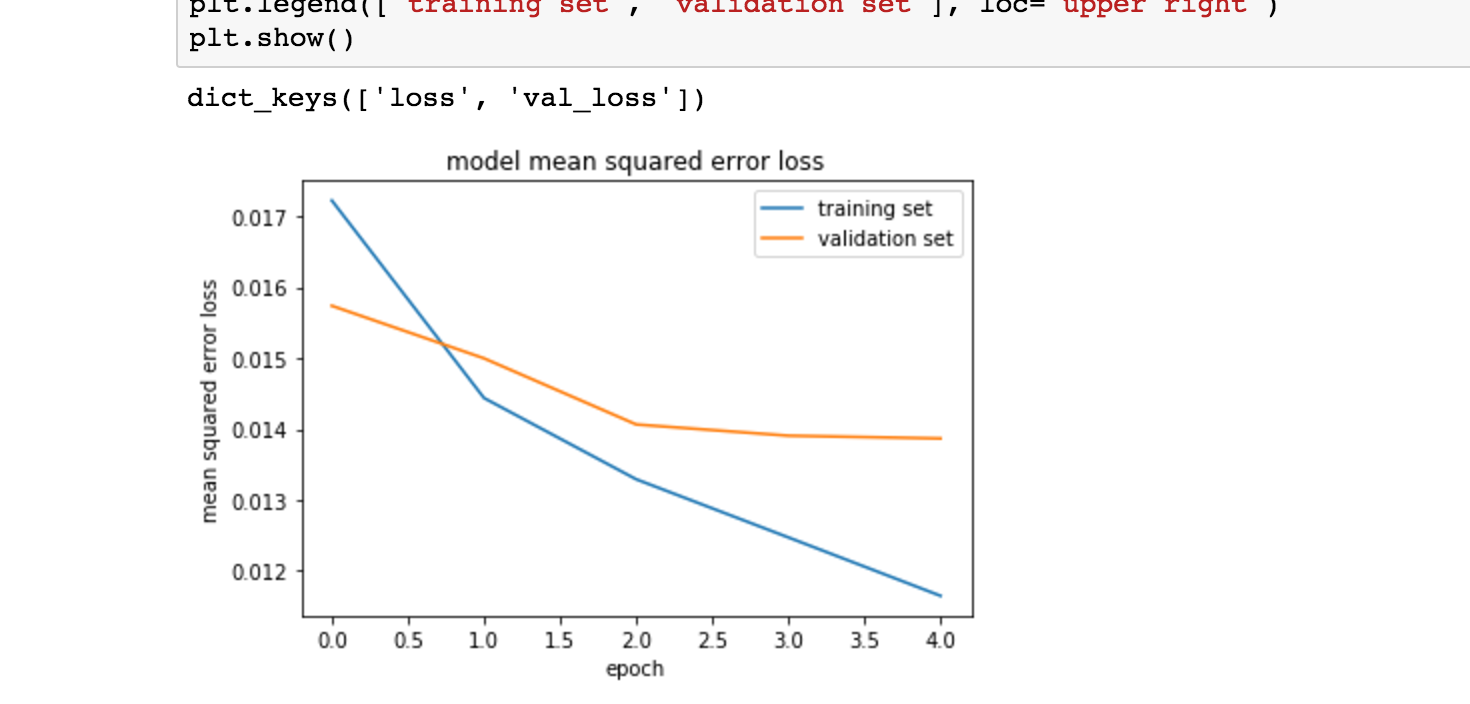 plt.legend(['training set', 'validation set'], loc='upper right')
plt.show()
dict_keys(['loss', 'val_loss'])
model mean squared error loss
training set
validation set
mean squared error loss
0.017
0.016
0.015
0.014
0.013
0.012
0.0 0.5 1.0 1.5 2.0 2.5 3.0 3.5 4.0
epoch